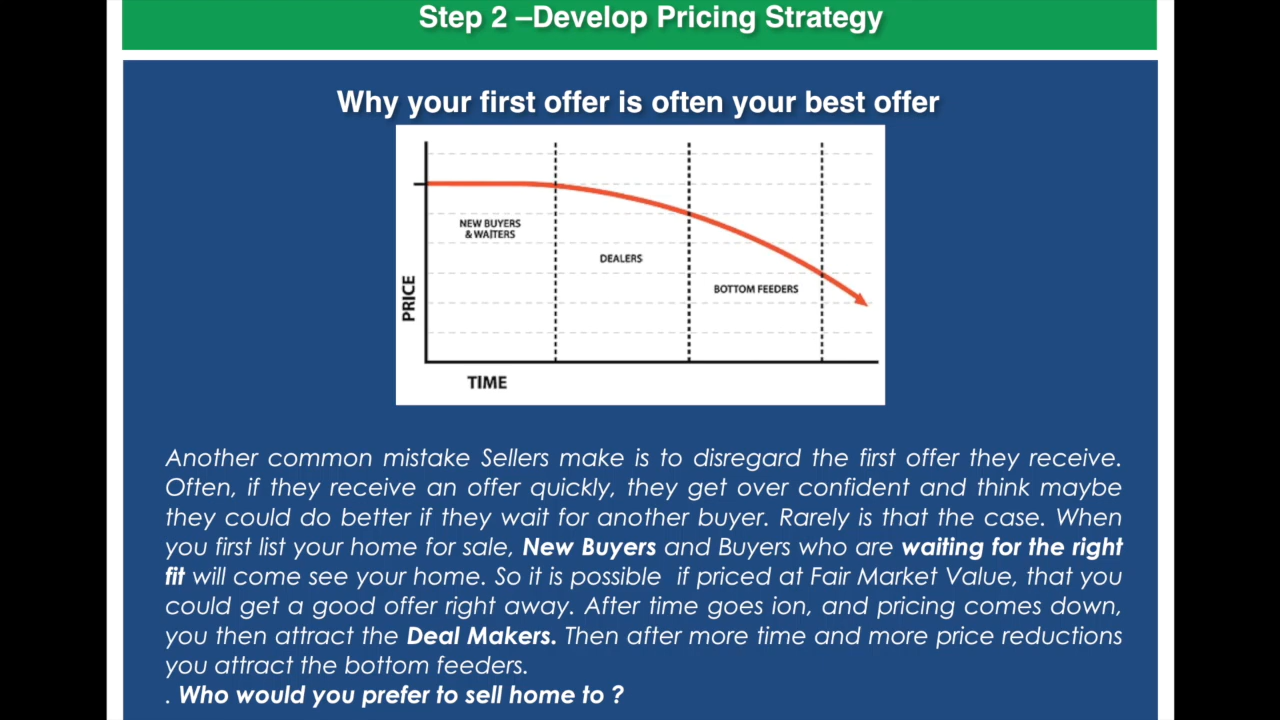 Step 2 –Develop Pricing Strategy
Why your first offer is often your best offer
NEW BUYERS
& WAITERS
DEALERS
BOTTOM FEEDERS
PRICE
TIME
Another common mistake Sellers make is to disregard the first offer they receive.
Often, if they receive an offer quickly, they get over confident and think maybe
they could do better if they wait for another buyer. Rarely is that the case. When
you first list your home for sale, New Buyers and Buyers who are waiting for the right
fit will come see your home. So it is possible if priced at Fair Market Value, that you
could get a good offer right away. After time goes ion, and pricing comes down,
you then attract the Deal Makers. Then after more time and more price reductions
you attract the bottom feeders.
. Who would you prefer to sell home to ?